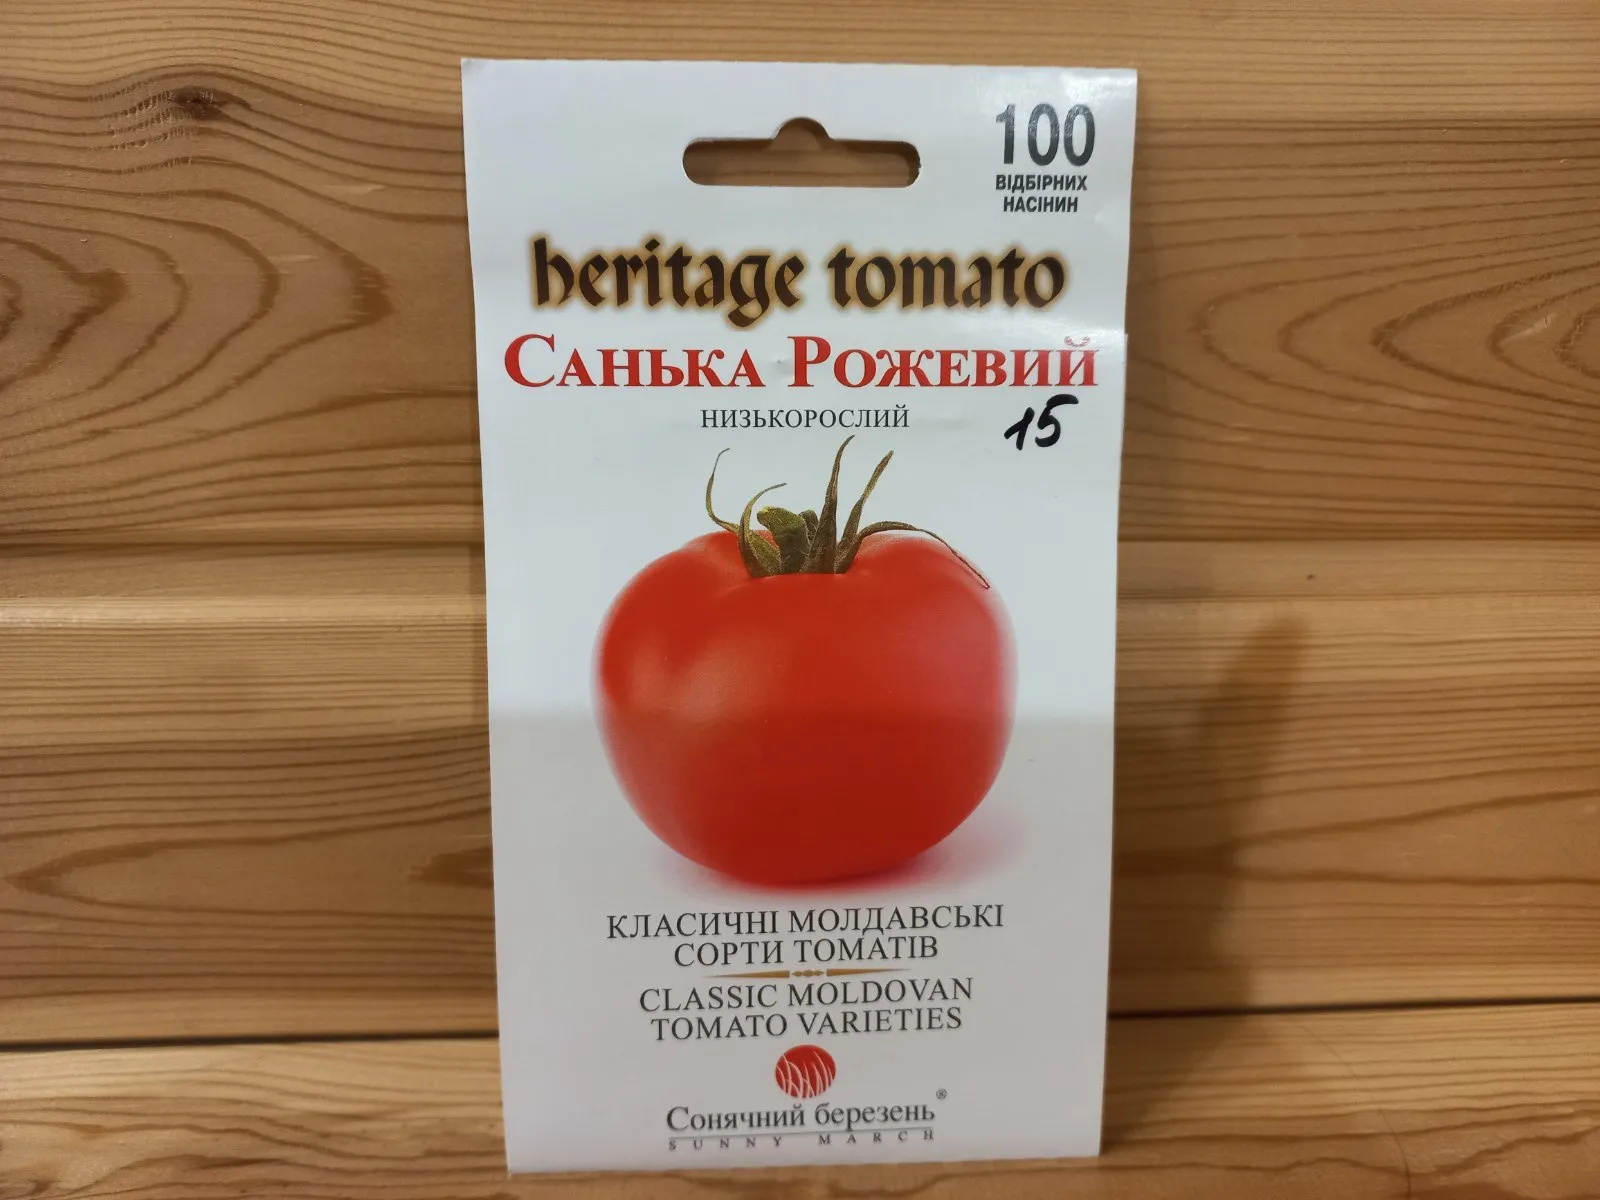 100
ВІДБІРНИХ
НАСІНИН
heritage tomato
САНЬКА РОЖЕВИЙ
НИЗЬКОРОСЛИЙ
15
КЛАСИЧНІ МОЛДАВСЬКІ
СОРТИ ТОМАТІВ
CLASSIC MOLDOVAN
TOMATO VARIETIES
Сонячний березень®
SUNNY MARCH